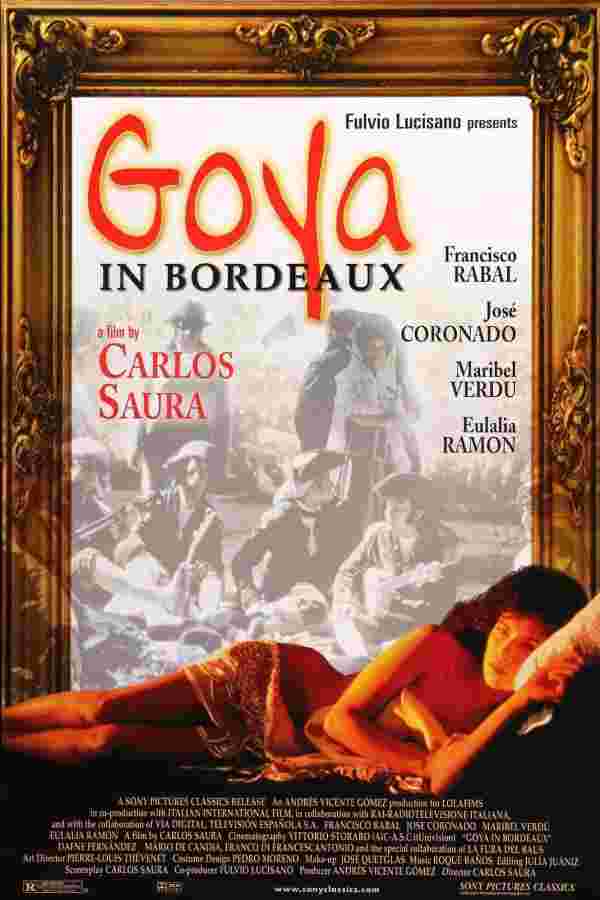 Fulvio Lucisano presents
GOYA
IN BORDEAUX
a film by
CARLOS
SAURA
Francisco
RABAL
José
CORONADO
Maribel
VERDU
Eulalia
RAMON
A SONY PICTURES CLASSICS RELEASE AN ANDRÉS VICENTE GÓMEZ production for LOLAFILMS
in co-production with ITALIAN INTERNATIONAL FILM, in collaboration with RAI-RADIOTELEVISIONE ITALIANA,
and with the collaboration of VIA DIGITAL, TELEVISIÓN ESPAÑOLA S.A. FRANCISCO RABAL JOSÉ CORONADO MARIBEL VERDÚ
EULALIA RAMON A film by CARLOS SAURA Cinematography VITTORIO STORARO "GOYA IN BORDEAUX"
DAFNE FERNÁNDEZ MARIO DE CANDIA, FRANCO DI FRANCESCANTONIO and the special collaboration of LA FURA DEL BAUS
Art Director PIERRE-LOUIS THÉVENET Costume Design PEDRO MORENO Make-up JOSÉ QUETGLAS Music ROQUE BAÑOS Editing JULIA JUÁNIZ
Screenplay CARLOS SAURA Co-producer FULVIO LUCISANO Producer ANDRÉS VICENTE GÓMEZ Director CARLOS SAURA
R
www.sonyclassics.com
SONY PICTURES CLASSICS